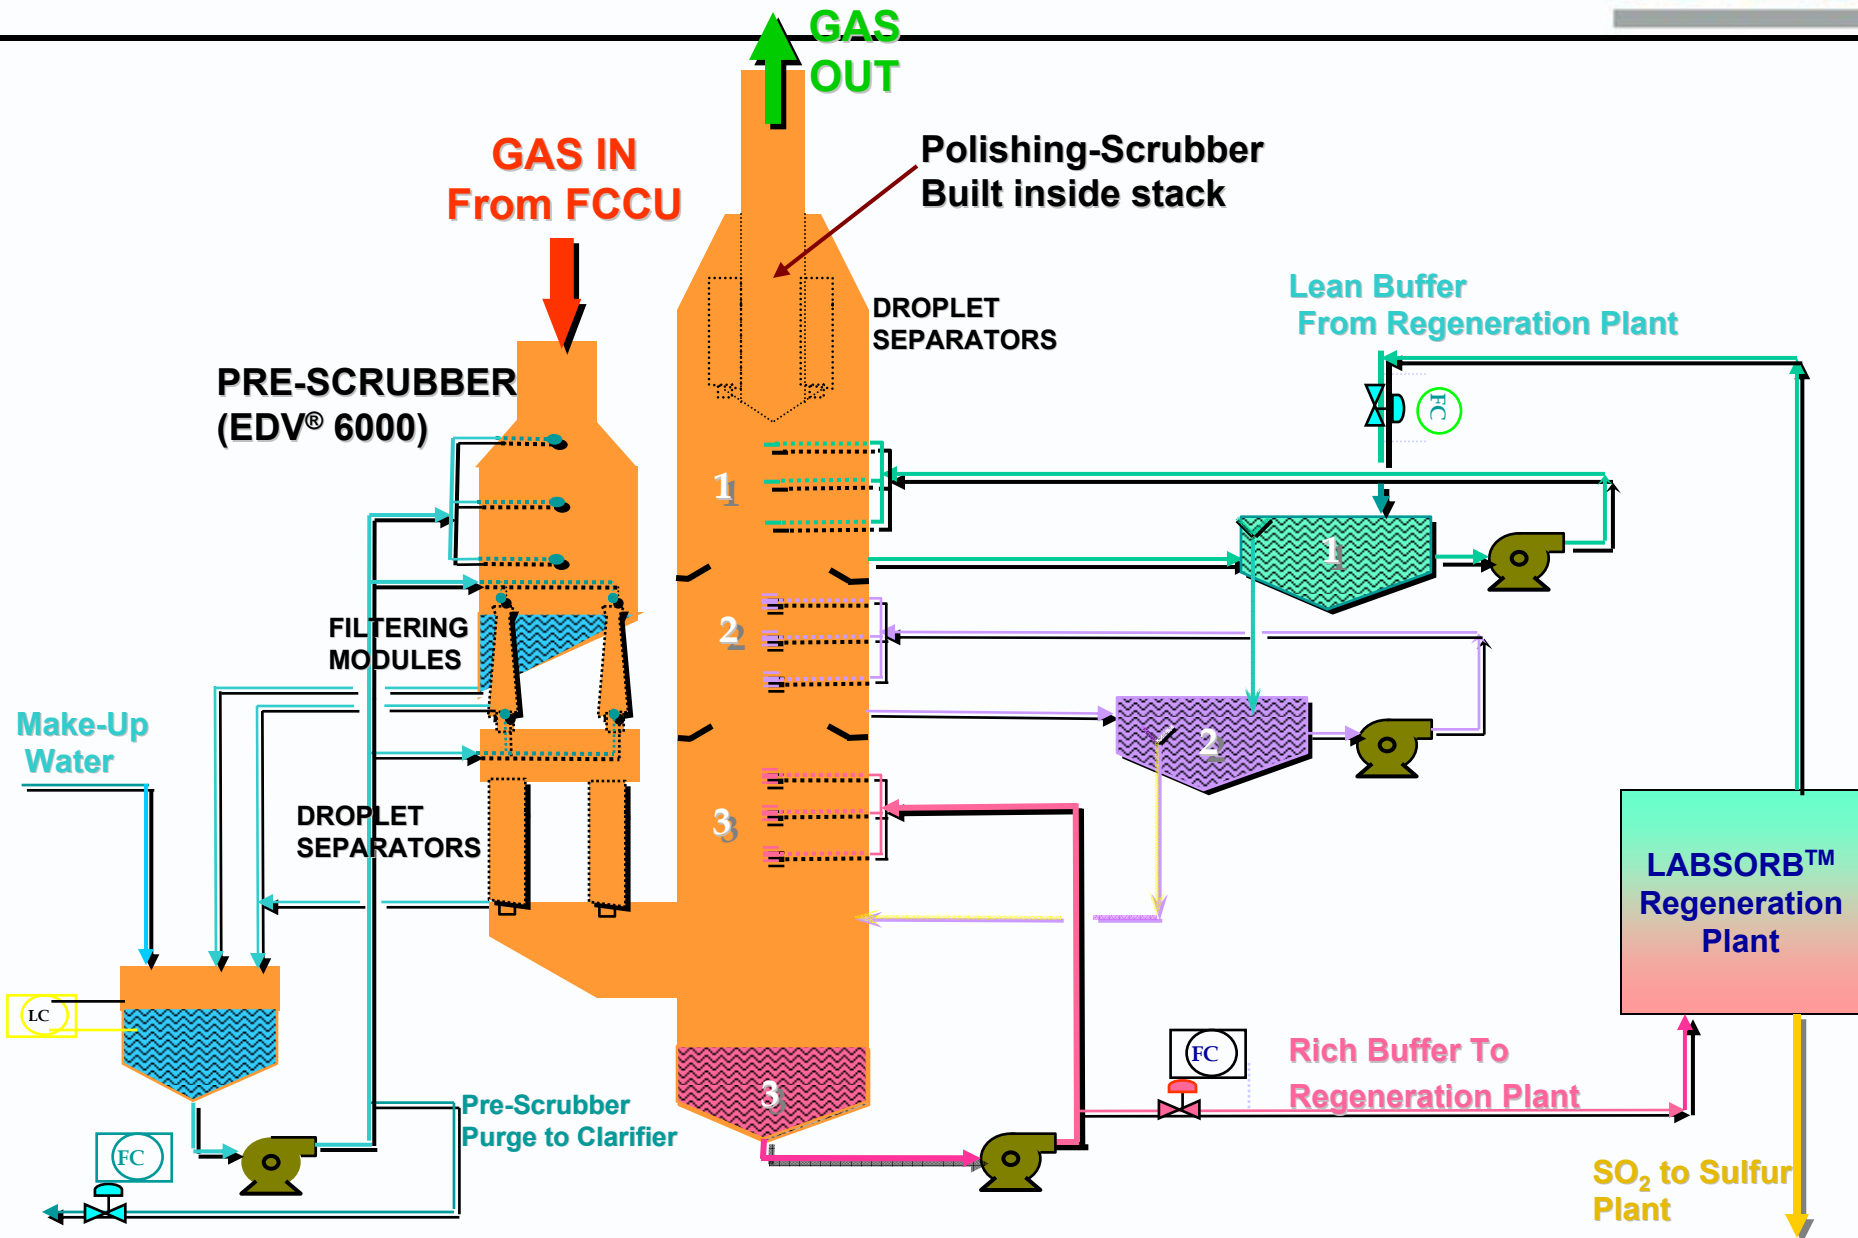 GAS
OUT
GAS IN
From FCCU
Polishing-Scrubber
Built inside stack
DROPLET
SEPARATORS
Lean Buffer
From Regeneration Plant
PRE-SCRUBBER
(EDV® 6000)
FC
1
1
2
FILTERING
MODULES
2
Make-Up
Water
3
DROPLET
SEPARATORS
LABSORB™
Regeneration
Plant
LC
FC
Rich Buffer To
Regeneration Plant
3
Pre-Scrubber
Purge to Clarifier
FC
SO₂ to Sulfur
Plant